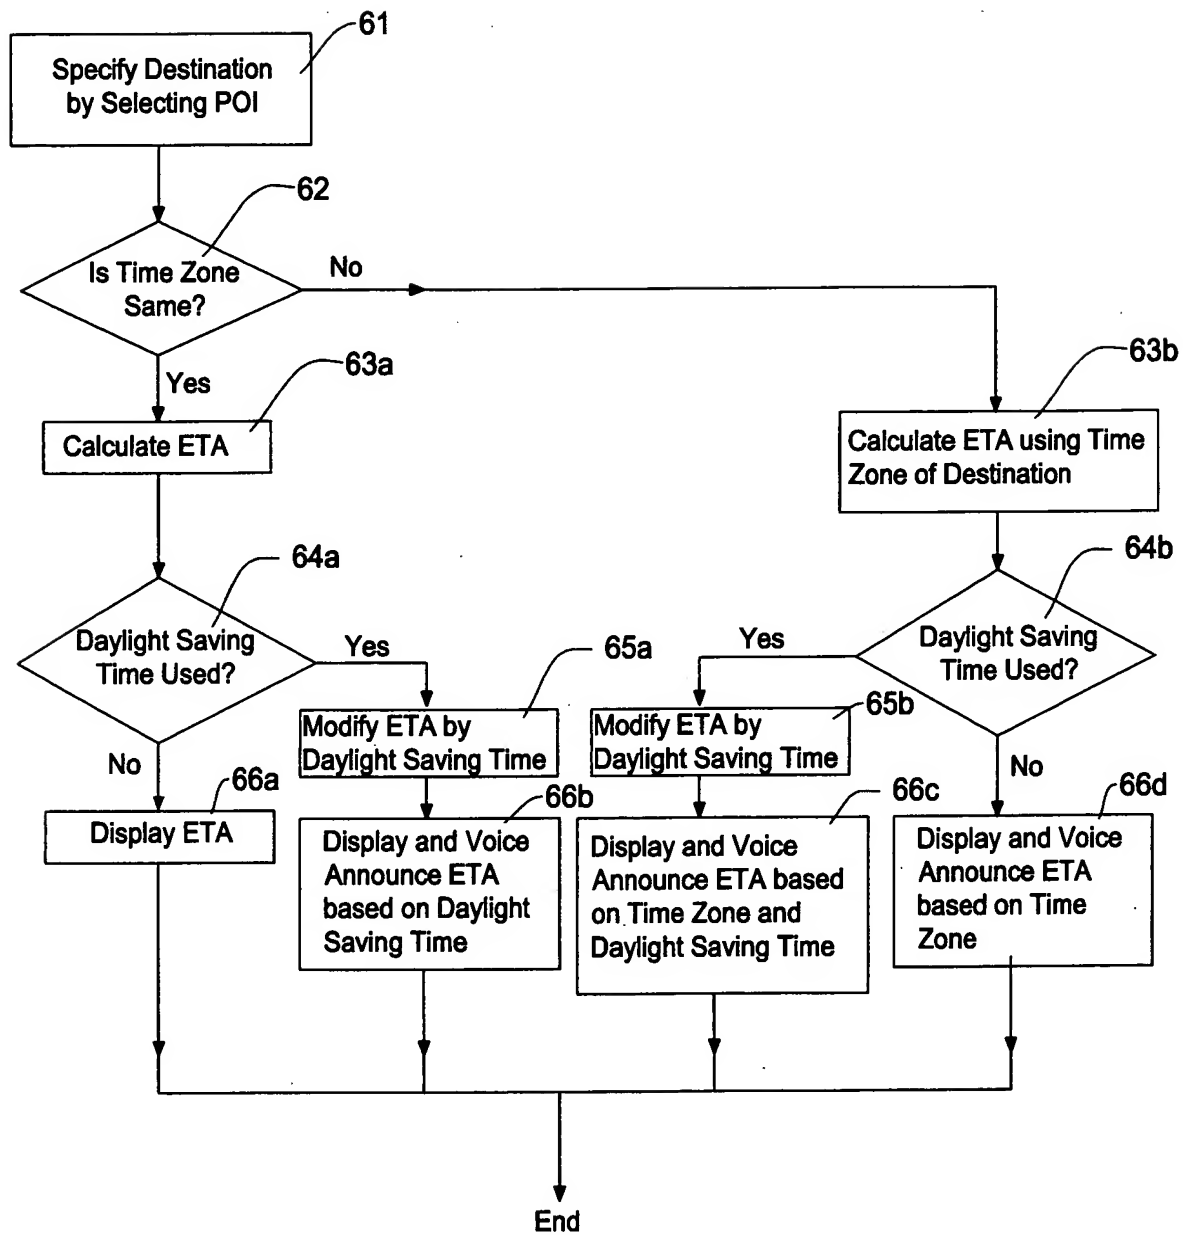 61
Specify Destination
by Selecting POI
62
Is Time Zone
Same?
No
Yes
63a
Calculate ETA
63b
Calculate ETA using Time
Zone of Destination
64a
Daylight Saving
Time Used?
Yes
No
65a
Modify ETA by
Daylight Saving Time
64b
Daylight Saving
Time Used?
Yes
No
65b
Modify ETA by
Daylight Saving Time
66a
Display ETA
66b
Display and Voice
Announce ETA
based on Daylight
Saving Time
66c
Display and Voice
Announce ETA based
on Time Zone and
Daylight Saving Time
66d
Display and Voice
Announce ETA
based on Time
Zone
End